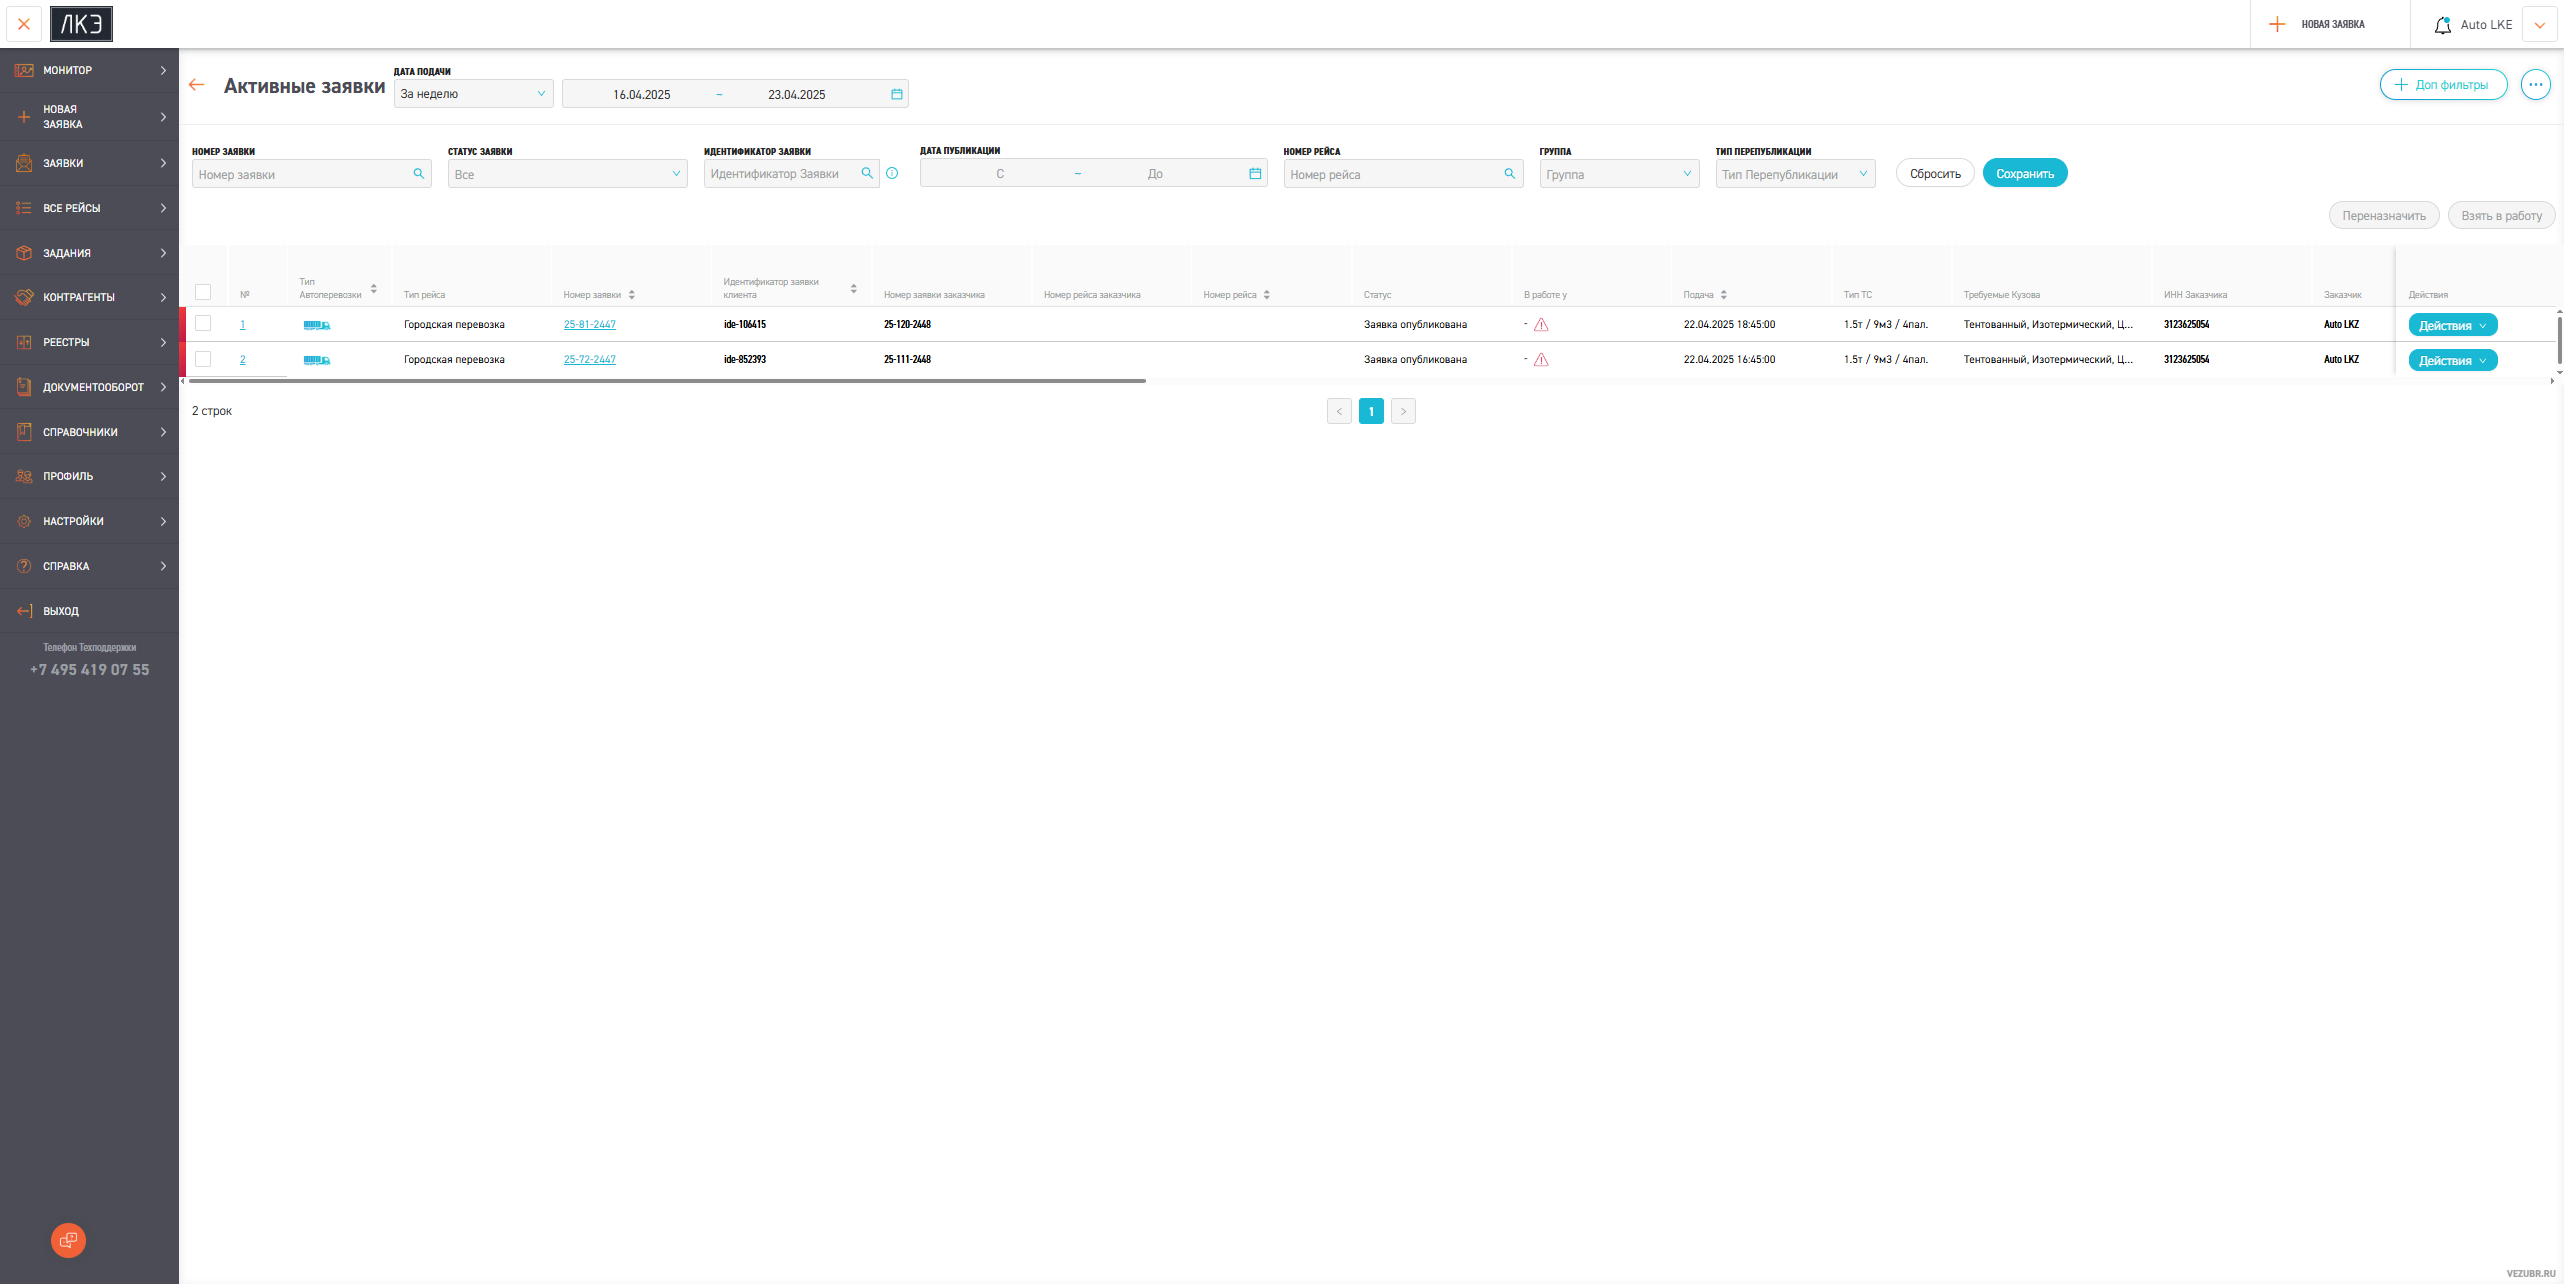 ЛКЭ
НОВАЯ ЗАЯВКА
Auto LKE
МОНИТОР
НОВАЯ
ЗАЯВКА
ЗАЯВКИ
ВСЕ РЕЙСЫ
ЗАДАНИЯ
КОНТРАГЕНТЫ
РЕЕСТРЫ
ДОКУМЕНТООБОРОТ
СПРАВОЧНИКИ
ПРОФИЛЬ
НАСТРОЙКИ
СПРАВКА
ВЫХОД
Телефон Техподдержки
+7 495 419 07 55
Активные заявки
ДАТА ПОДАЧИ
За неделю
16.04.2025 ~ 23.04.2025
Доп фильтры
НОМЕР ЗАЯВКИ
Номер заявки
СТАТУС ЗАЯВКИ
Все
ИДЕНТИФИКАТОР ЗАЯВКИ
Идентификатор Заявки
ДАТА ПУБЛИКАЦИИ
С ~ До
НОМЕР РЕЙСА
Номер рейса
ГРУППА
Группа
ТИП ПЕРЕПУБЛИКАЦИИ
Тип Перепубликации
Сбросить
Сохранить
Переназначить
Взять в работу
№
Тип
Автоперевозки
Тип рейса
Номер заявки
Идентификатор заявки
клиента
Номер заявки заказчика
Номер рейса заказчика
Номер рейса
Статус
В работе у
Подача
Тип ТС
Требуемые Кузова
ИНН Заказчика
Заказчик
Действия
1 Городская перевозка 25-81-2447 ide-106415 25-120-2448 Заявка опубликована - 22.04.2025 18:45:00 1.5т / 9м3 / 4пал. Тентованный, Изотермический, Ц... 3123625054 Auto LKZ Действия
2 Городская перевозка 25-72-2447 ide-852393 25-111-2448 Заявка опубликована - 22.04.2025 16:45:00 1.5т / 9м3 / 4пал. Тентованный, Изотермический, Ц... 3123625054 Auto LKZ Действия
2 строк
< 1 >
VEZUBR.RU